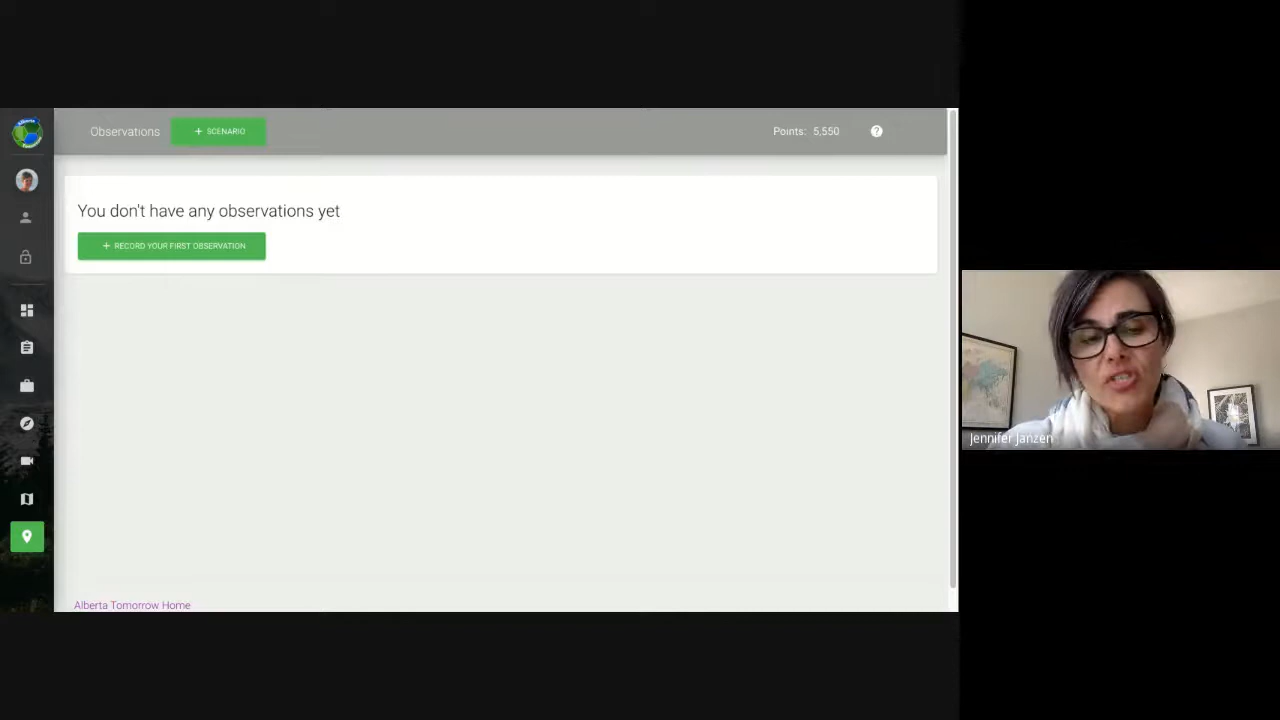 Observations
+ SCENARIO
Points: 5,550
?
You don't have any observations yet
+ RECORD YOUR FIRST OBSERVATION
Jennifer Janzen
Alberta Tomorrow Home